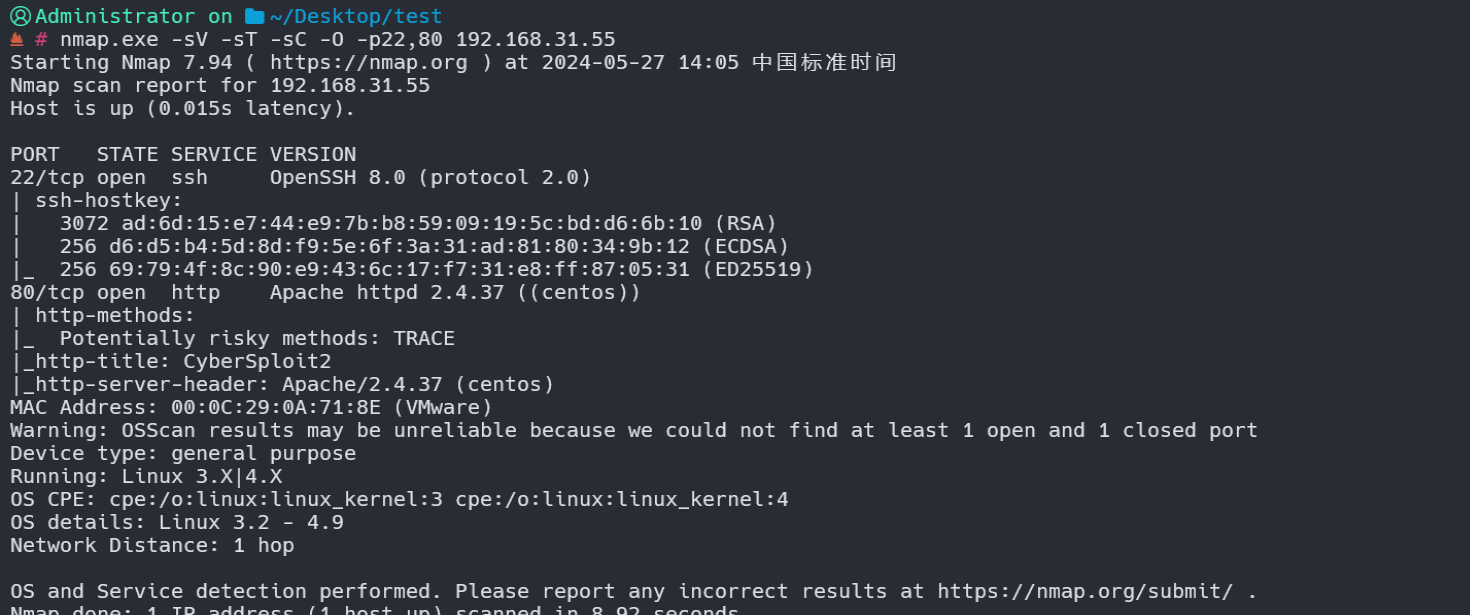 Administrator on ~/Desktop/test
# nmap.exe -sV -sT -sC -O -p22,80 192.168.31.55
Starting Nmap 7.94 ( https://nmap.org ) at 2024-05-27 14:05 中国标准时间
Nmap scan report for 192.168.31.55
Host is up (0.015s latency).
PORT   STATE SERVICE VERSION
22/tcp open  ssh     OpenSSH 8.0 (protocol 2.0)
| ssh-hostkey:
|   3072 ad:6d:15:e7:44:e9:7b:b8:59:09:19:5c:bd:d6:6b:10 (RSA)
|   256 d6:d5:b4:5d:8d:f9:5e:6f:3a:31:ad:81:80:34:9b:12 (ECDSA)
|_  256 69:79:4f:8c:90:e9:43:6c:17:f7:31:e8:ff:87:05:31 (ED25519)
80/tcp open  http    Apache httpd 2.4.37 ((centos))
| http-methods:
|_  Potentially risky methods: TRACE
|_http-title: CyberSploit2
|_http-server-header: Apache/2.4.37 (centos)
MAC Address: 00:0C:29:0A:71:8E (VMware)
Warning: OSScan results may be unreliable because we could not find at least 1 open and 1 closed port
Device type: general purpose
Running: Linux 3.X|4.X
OS CPE: cpe:/o:linux:linux_kernel:3 cpe:/o:linux:linux_kernel:4
OS details: Linux 3.2 - 4.9
Network Distance: 1 hop
OS and Service detection performed. Please report any incorrect results at https://nmap.org/submit/ .
Nmap done: 1 IP address (1 host up) scanned in 8.92 seconds